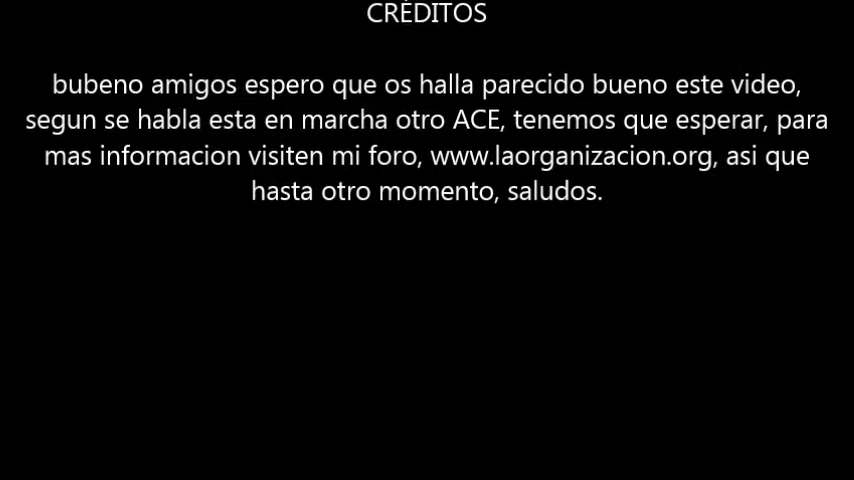 CRÉDITOS
bubeno amigos espero que os halla parecido bueno este video,
segun se habla esta en marcha otro ACE, tenemos que esperar, para
mas informacion visiten mi foro, www.laorganizacion.org, asi que
hasta otro momento, saludos.